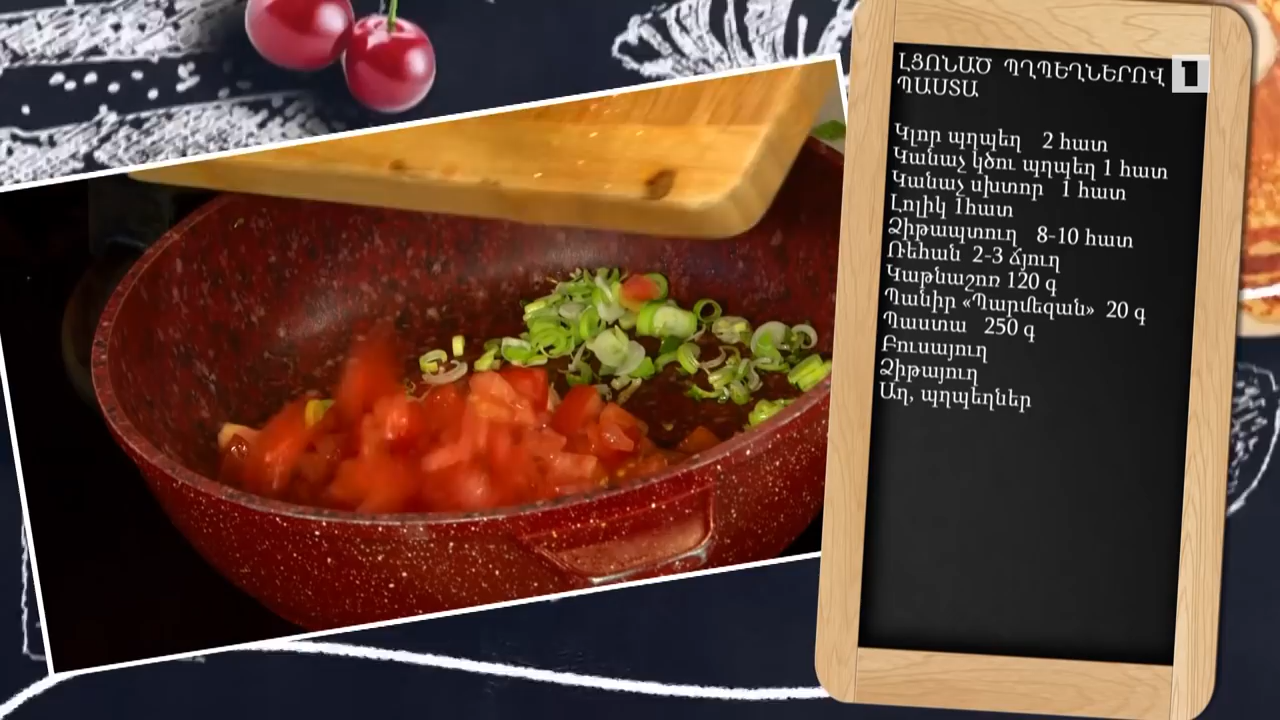 ԼՑՈՆԱԾ ՊՂՊԵՂՆԵՐՈՎ 1
ՊԱՍՏԱ
Կլոր պղպեղ 2 հատ
Կանաչ կծու պղպեղ 1 հատ
Կանաչ սխտոր 1 հատ
Լոլիկ 1հատ
Ձիթապտուղ 8-10 հատ
Ռեհան 2-3 ճյուղ
Կաթնաշոռ 120 գ
Պանիր «Պարմեզան» 20 գ
Պաստա 250 գ
Բուսայուղ
Ձիթայուղ
Աղ, պղպեղներ